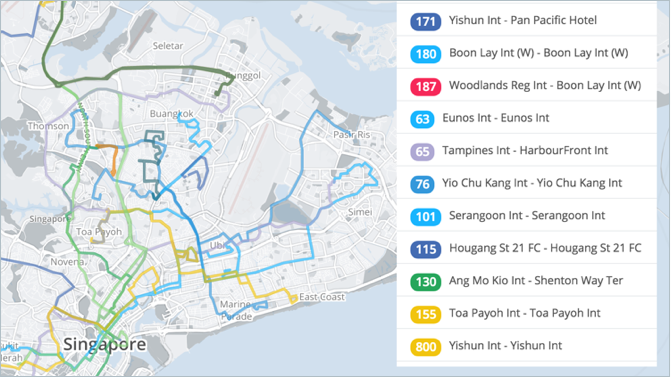 Seletar
Punggol
Thomson
Buangkok
Pasir Ris
NORTH-SOU
Singapore
Toa Payoh
Simei
Ubi
Novena
Marine
Parade
East Coast
Singapore
171 Yishun Int - Pan Pacific Hotel
180 Boon Lay Int (W) - Boon Lay Int (W)
187 Woodlands Reg Int - Boon Lay Int (W)
63 Eunos Int - Eunos Int
65 Tampines Int - HarbourFront Int
76 Yio Chu Kang Int - Yio Chu Kang Int
101 Serangoon Int - Serangoon Int
115 Hougang St 21 FC - Hougang St 21 FC
130 Ang Mo Kio Int - Shenton Way Ter
155 Toa Payoh Int - Toa Payoh Int
800 Yishun Int - Yishun Int